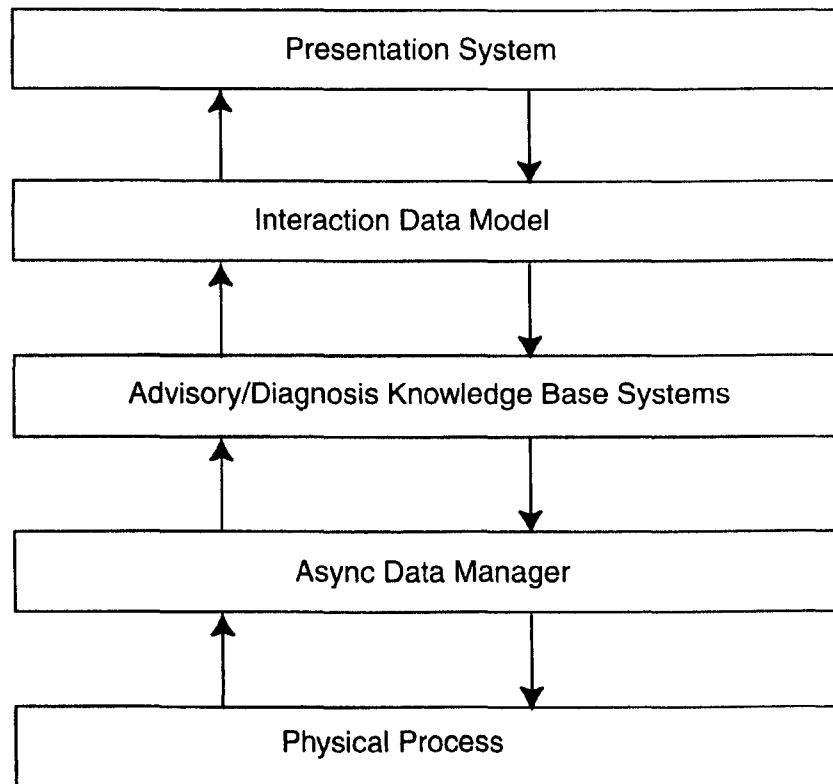 Presentation System
Interaction Data Model
Advisory/Diagnosis Knowledge Base Systems
Async Data Manager
Physical Process